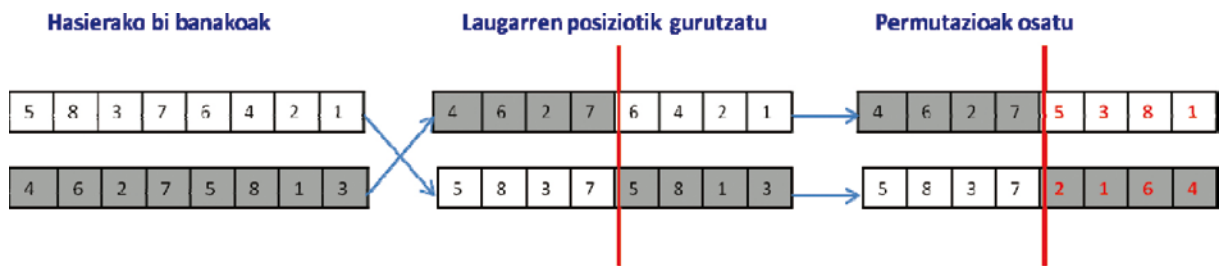 Hasierako bi banakoak Laugarren posiziotik gurutzatu Permutazioak osatu
5 8 3 7 6 4 2 1 4 6 2 7 6 4 2 1 4 6 2 7 5 3 8 1
4 6 2 7 5 8 1 3 5 8 3 7 5 8 1 3 5 8 3 7 2 1 6 4